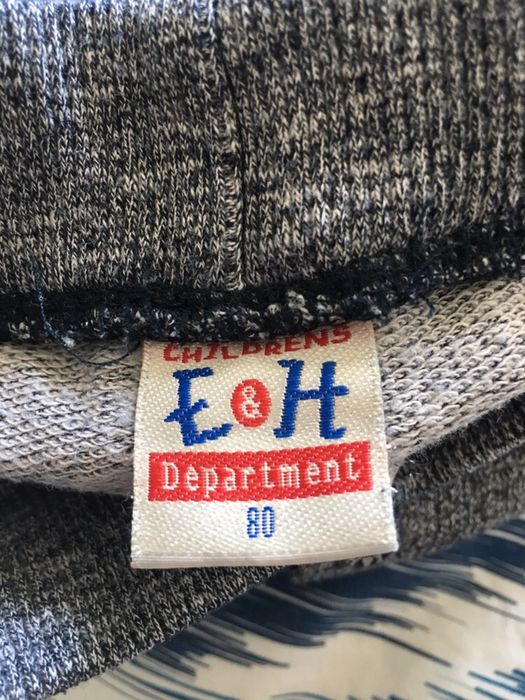 CHILDRENS
E & H
Department
80